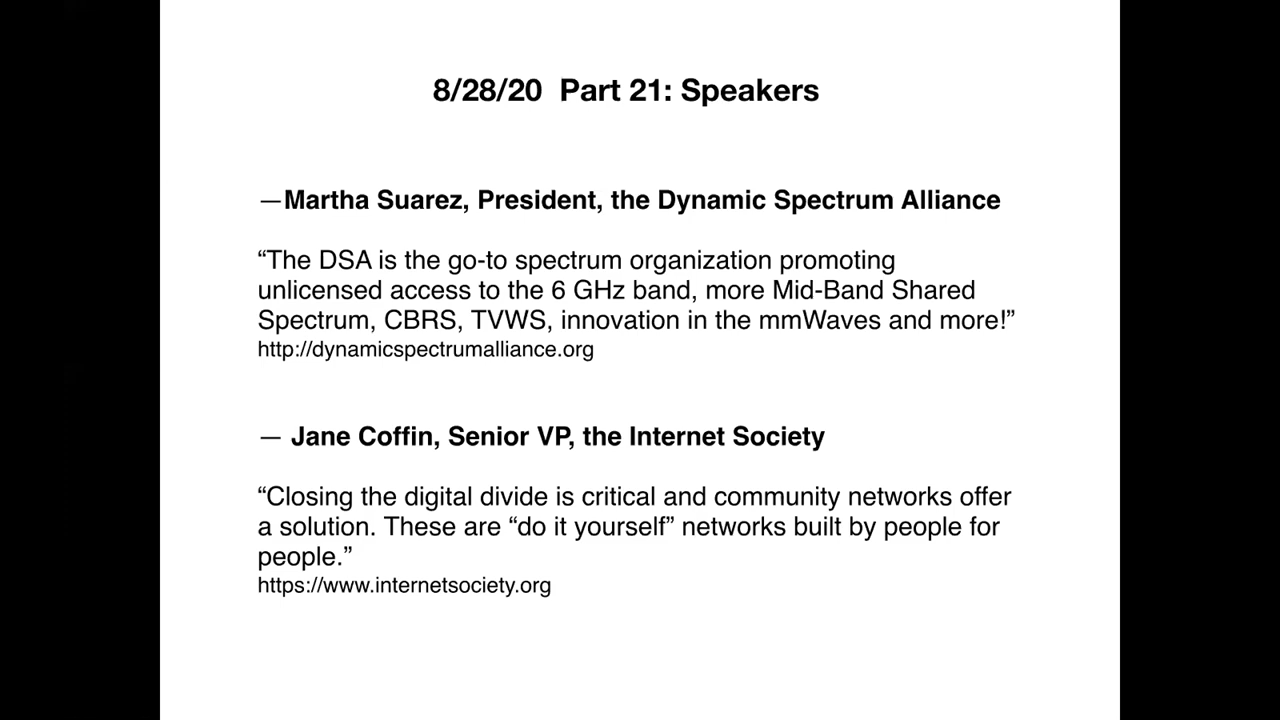 8/28/20  Part 21: Speakers
—Martha Suarez, President, the Dynamic Spectrum Alliance
“The DSA is the go-to spectrum organization promoting
unlicensed access to the 6 GHz band, more Mid-Band Shared
Spectrum, CBRS, TVWS, innovation in the mmWaves and more!”
http://dynamicspectrumalliance.org
— Jane Coffin, Senior VP, the Internet Society
“Closing the digital divide is critical and community networks offer
a solution. These are “do it yourself” networks built by people for
people.”
https://www.internetsociety.org